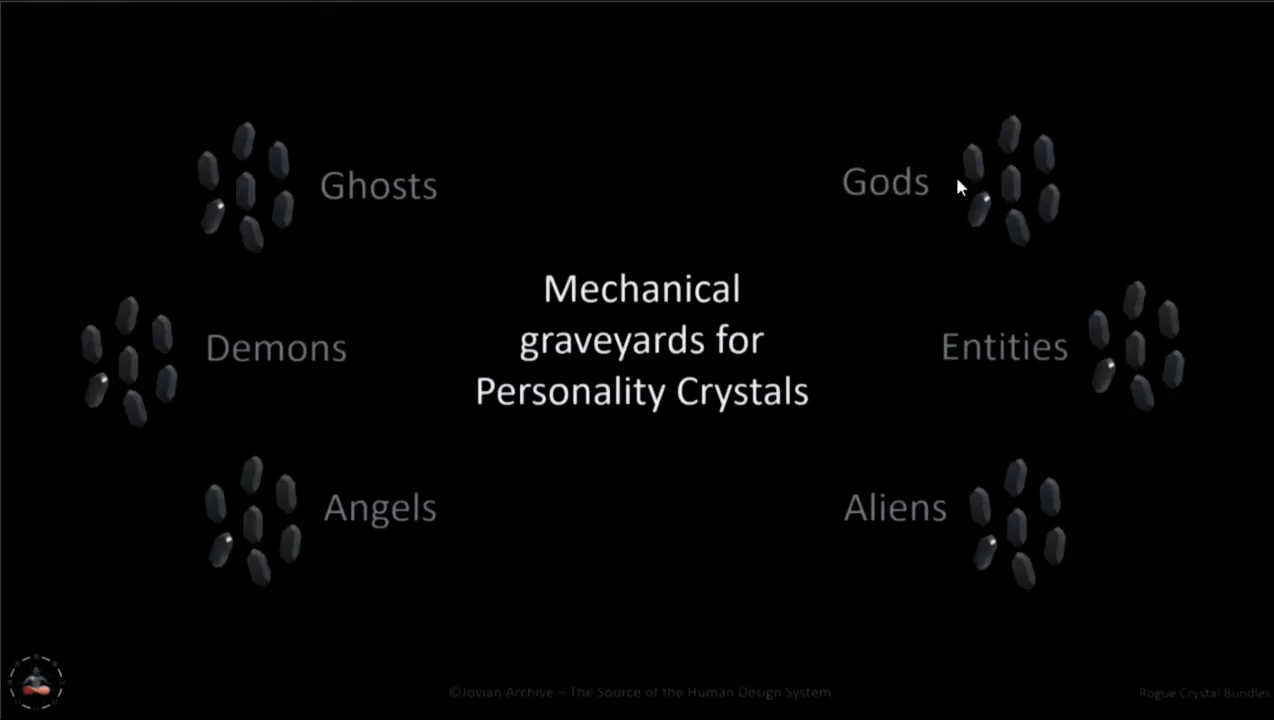 Ghosts
Gods
Mechanical
graveyards for
Personality Crystals
Demons
Entities
Angels
Aliens
©Jovian Archive – The Source of the Human Design System
Rogue Crystal Bundles